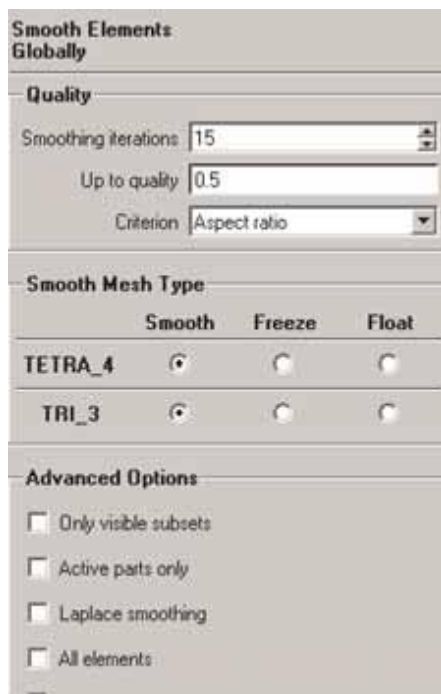 Smooth Elements
Globally
Quality
Smoothing iterations 15
Up to quality 0.5
Criterion Aspect ratio
Smooth Mesh Type
Smooth Freeze Float
TETRA_4
TRI_3
Advanced Options
Only visible subsets
Active parts only
Laplace smoothing
All elements